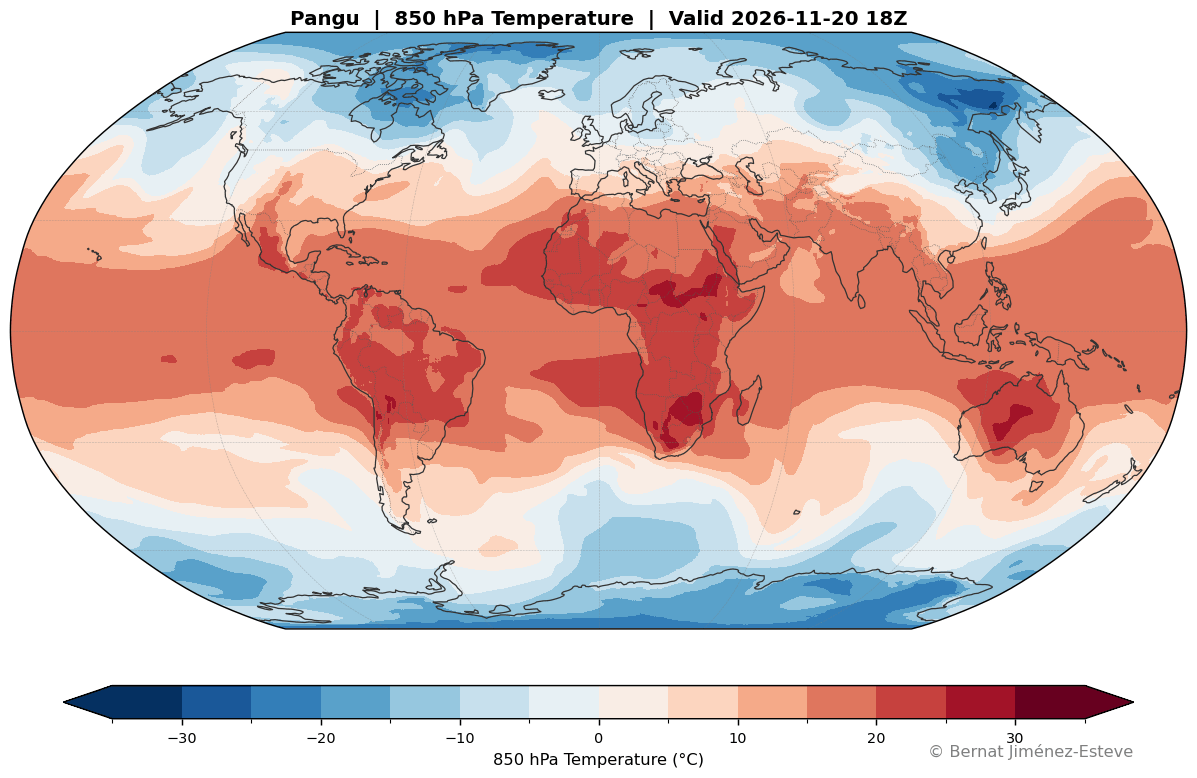 Pangu | 850 hPa Temperature | Valid 2026-11-20 18Z
−30 −20 −10 0 10 20 30
850 hPa Temperature (°C)
© Bernat Jiménez-Esteve